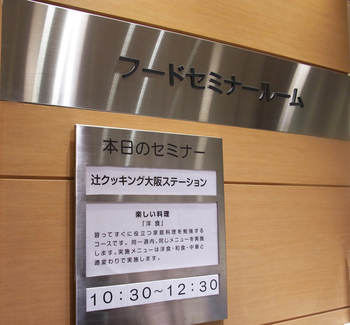 フードセミナールーム
本日のセミナー
辻クッキング大阪ステーション
楽しい料理
「洋食」
習ってすぐに役立つ家庭料理を勉強する
コースです。同一週内、同じメニューを実施
します。実施メニューは洋食・和食・中華と
週変わりで実施します。
10:30~12:30